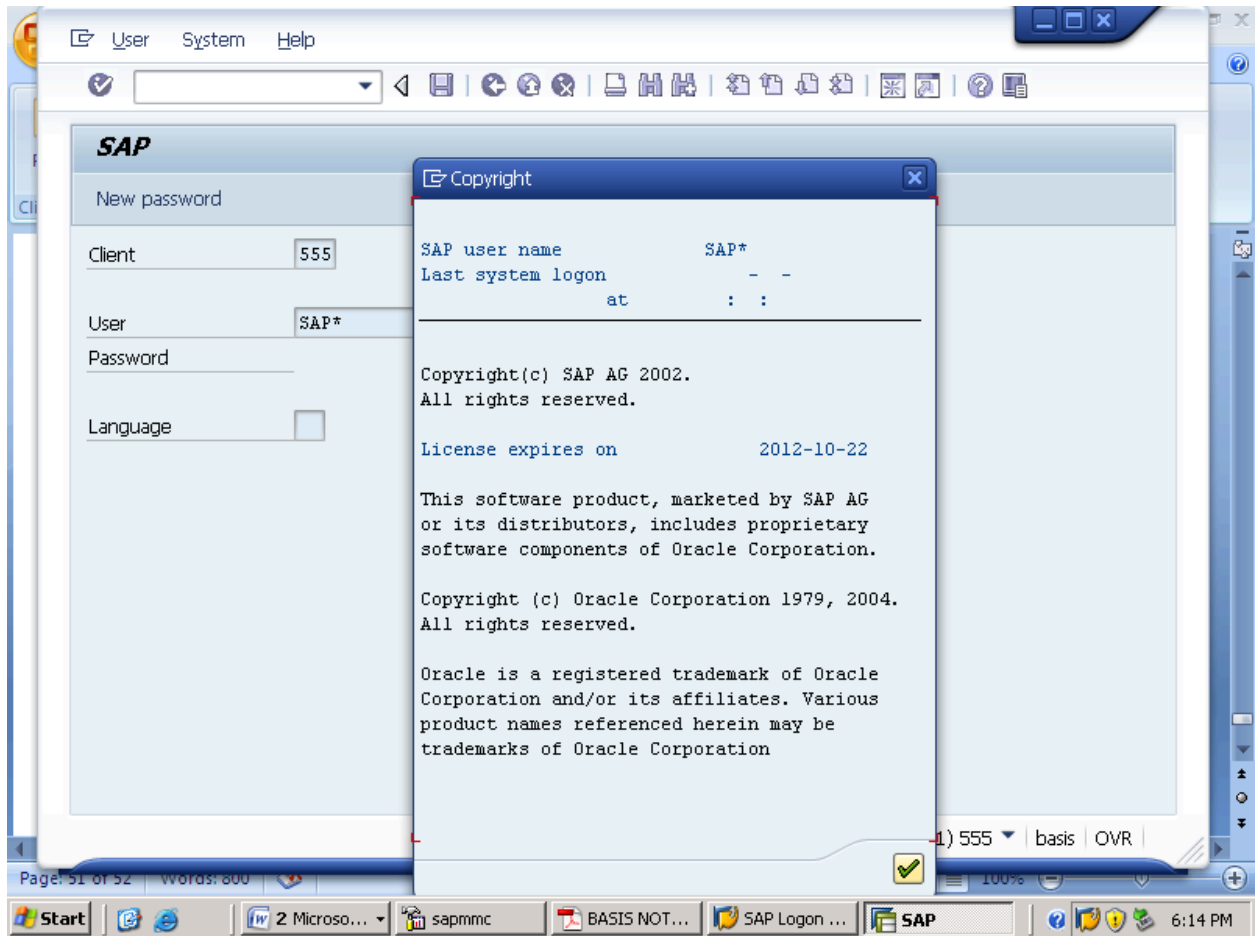 User System Help
SAP
New password
Client 555
User SAP*
Password
Language
Copyright
SAP user name SAP*
Last system logon - -
at : :
Copyright(c) SAP AG 2002.
All rights reserved.
License expires on 2012-10-22
This software product, marketed by SAP AG
or its distributors, includes proprietary
software components of Oracle Corporation.
Copyright (c) Oracle Corporation 1979, 2004.
All rights reserved.
Oracle is a registered trademark of Oracle
Corporation and/or its affiliates. Various
product names referenced herein may be
trademarks of Oracle Corporation
1) 555 basis OVR
Page: 51 of 52 Words: 800 100%
Start 2 Microso... sapmmc BASIS NOT... SAP Logon ... SAP 6:14 PM